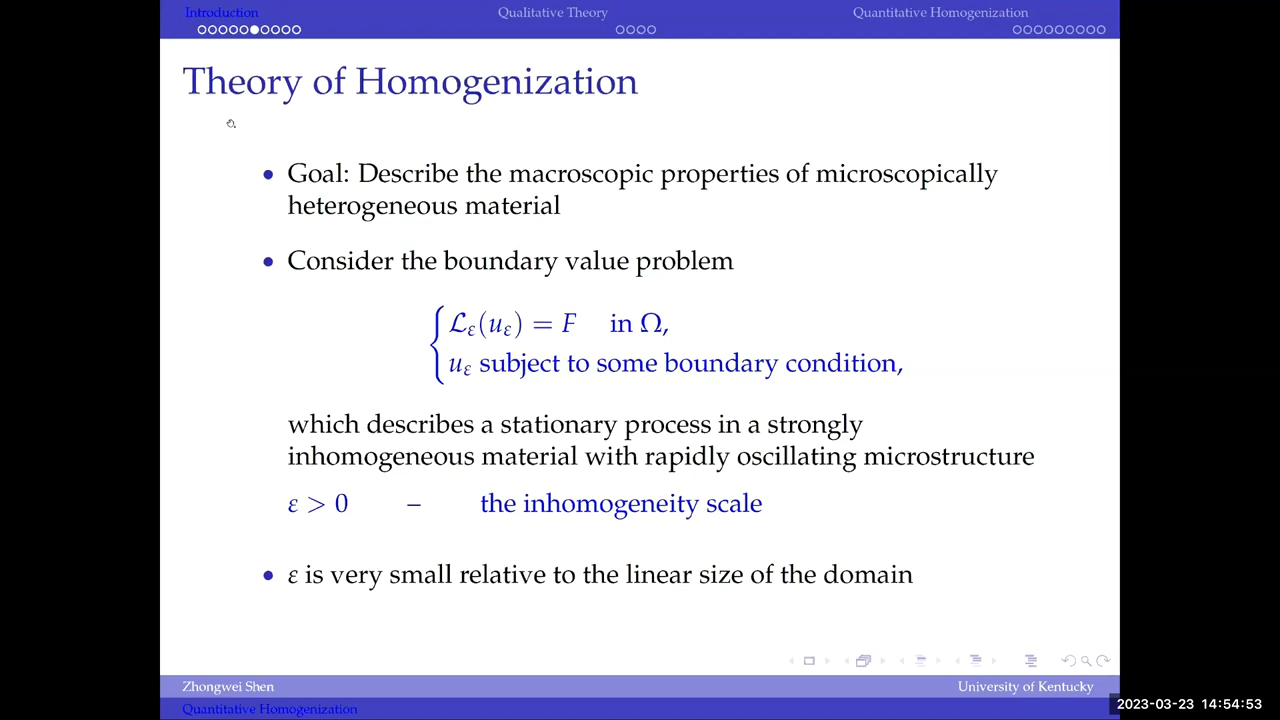 Introduction Qualitative Theory Quantitative Homogenization
Theory of Homogenization
• Goal: Describe the macroscopic properties of microscopically
heterogeneous material
• Consider the boundary value problem
ℒε(uε) = F in Ω,
uε subject to some boundary condition,
which describes a stationary process in a strongly
inhomogeneous material with rapidly oscillating microstructure
ε > 0 – the inhomogeneity scale
• ε is very small relative to the linear size of the domain
Zhongwei Shen University of Kentucky
Quantitative Homogenization
2023-03-23 14:54:53